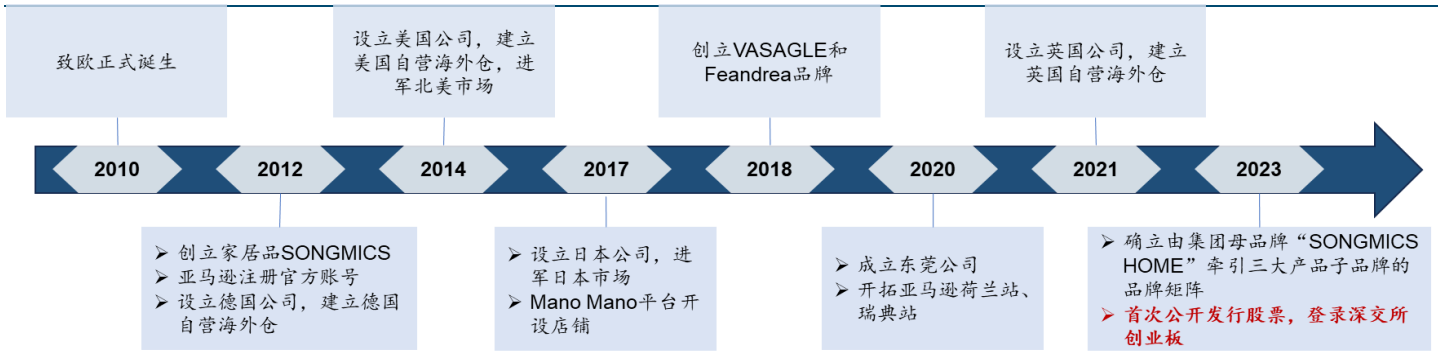 致欧正式诞生
设立美国公司，建立
美国自营海外仓，进
军北美市场
创立VASAGLE和
Feandrea品牌
设立英国公司，建立
英国自营海外仓
2010
2012
2014
2017
2018
2020
2021
2023
➢ 创立家居品SONGMICS
➢ 亚马逊注册官方账号
➢ 设立德国公司，建立德国
自营海外仓
➢ 设立日本公司，进
军日本市场
➢ Mano Mano平台开
设店铺
➢ 成立东莞公司
➢ 开拓亚马逊荷兰站、
瑞典站
➢ 确立由集团母品牌“SONGMICS
HOME”牵引三大产品子品牌的
品牌矩阵
➢ 首次公开发行股票，登录深交所
创业板